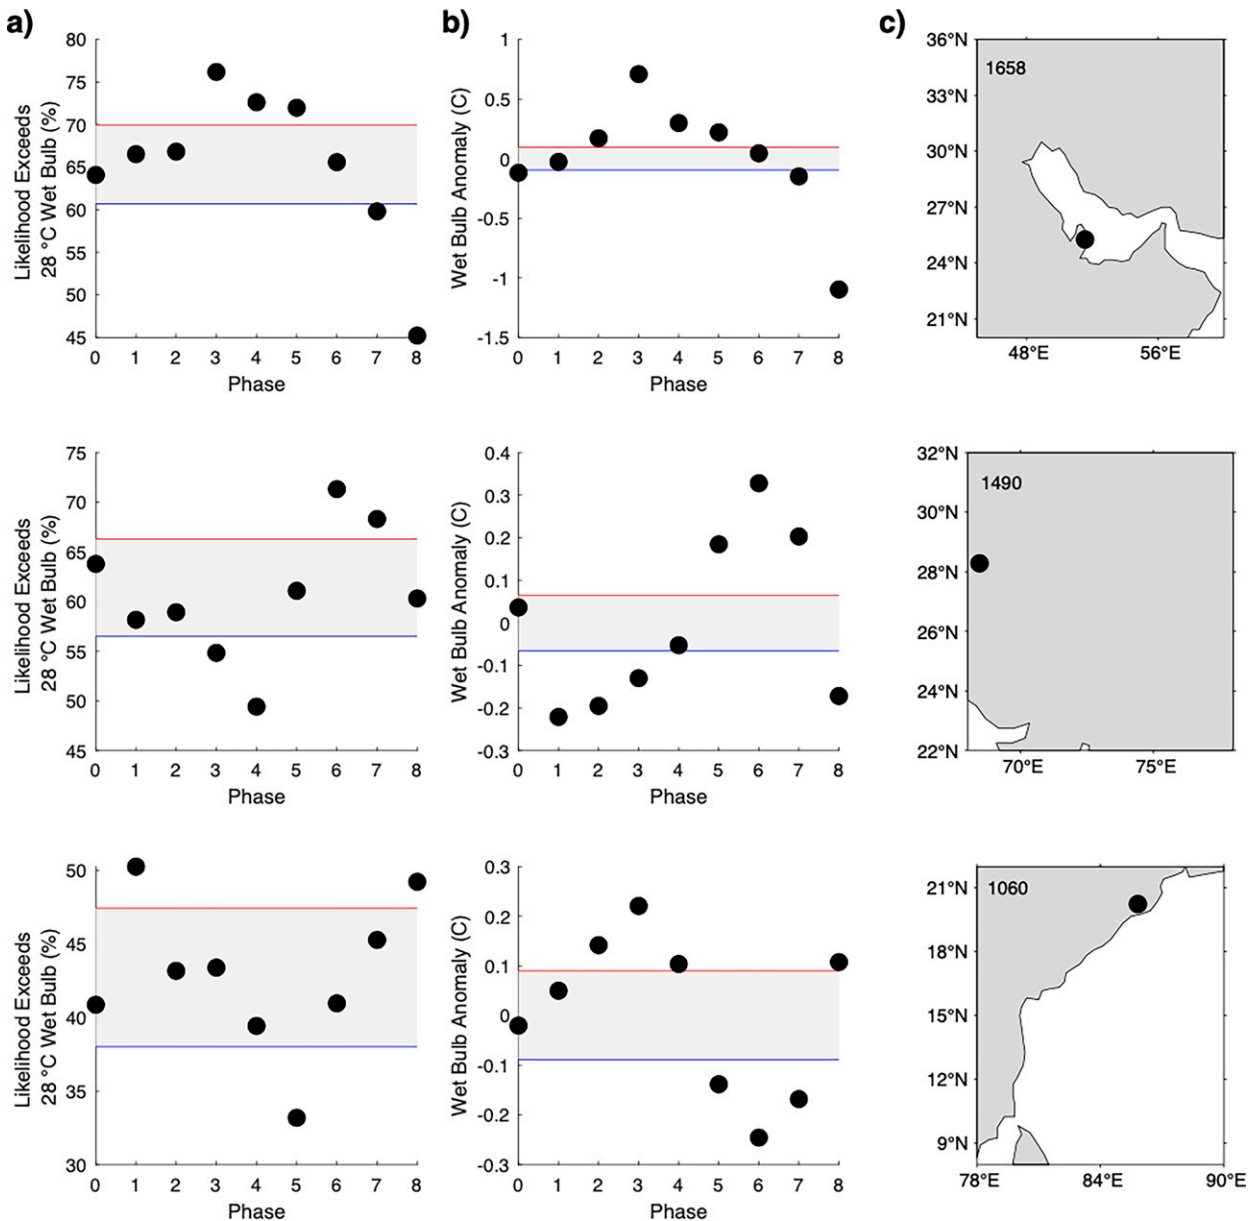 a)
80
75
70
65
60
55
50
45
0 1 2 3 4 5 6 7 8
Phase
Likelihood Exceeds
28 °C Wet Bulb (%)
b)
1
0.5
0
-0.5
-1
-1.5
0 1 2 3 4 5 6 7 8
Phase
Wet Bulb Anomaly (C)
c)
1658
36°N
33°N
30°N
27°N
24°N
21°N
48°E 56°E
75
70
65
60
55
50
45
0 1 2 3 4 5 6 7 8
Phase
Likelihood Exceeds
28 °C Wet Bulb (%)
0.4
0.3
0.2
0.1
0
-0.1
-0.2
-0.3
0 1 2 3 4 5 6 7 8
Phase
Wet Bulb Anomaly (C)
1490
32°N
30°N
28°N
26°N
24°N
22°N
70°E 75°E
50
45
40
35
30
0 1 2 3 4 5 6 7 8
Phase
Likelihood Exceeds
28 °C Wet Bulb (%)
0.3
0.2
0.1
0
-0.1
-0.2
-0.3
0 1 2 3 4 5 6 7 8
Phase
Wet Bulb Anomaly (C)
1060
21°N
18°N
15°N
12°N
9°N
78°E 84°E 90°E